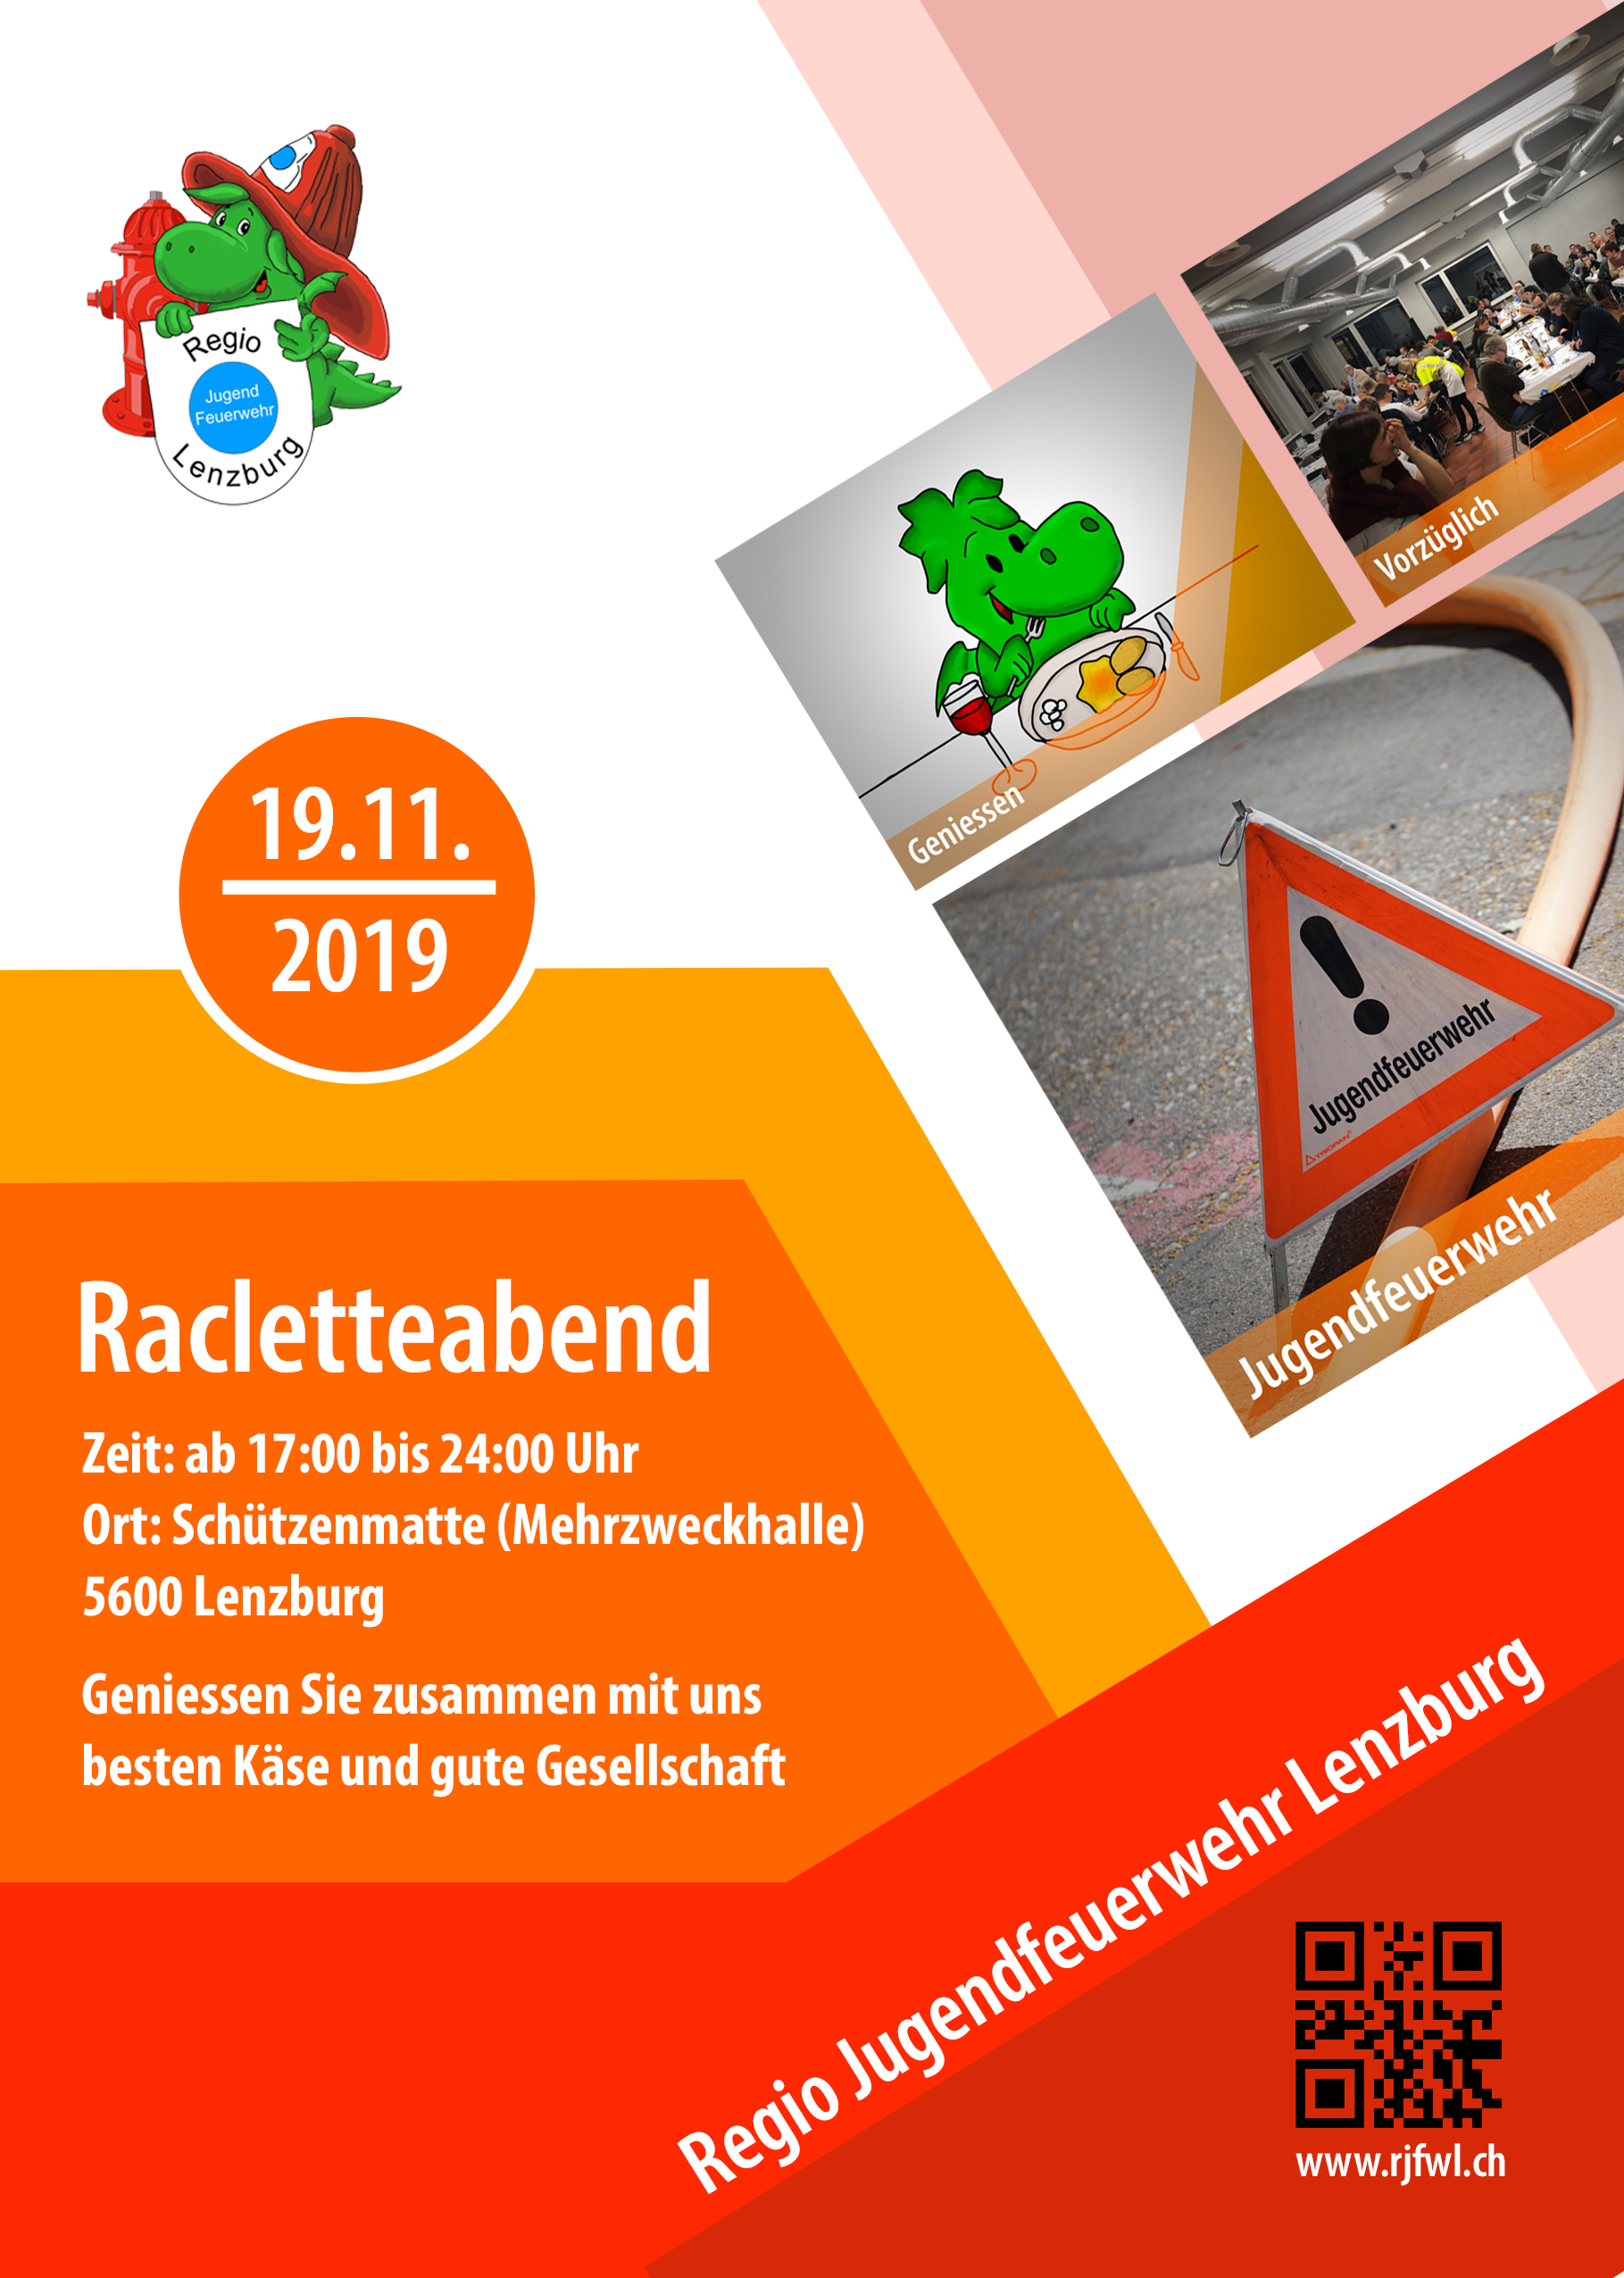 Regio
Jugend
Feuerwehr
Lenzburg
Vorzüglich
Geniessen
19.11.
2019
Jugendfeuerwehr
TRIOPAN
Jugendfeuerwehr
Racletteabend
Zeit: ab 17:00 bis 24:00 Uhr
Ort: Schützenmatte (Mehrzweckhalle)
5600 Lenzburg
Geniessen Sie zusammen mit uns
besten Käse und gute Gesellschaft
Regio Jugendfeuerwehr Lenzburg
www.rjfwl.ch